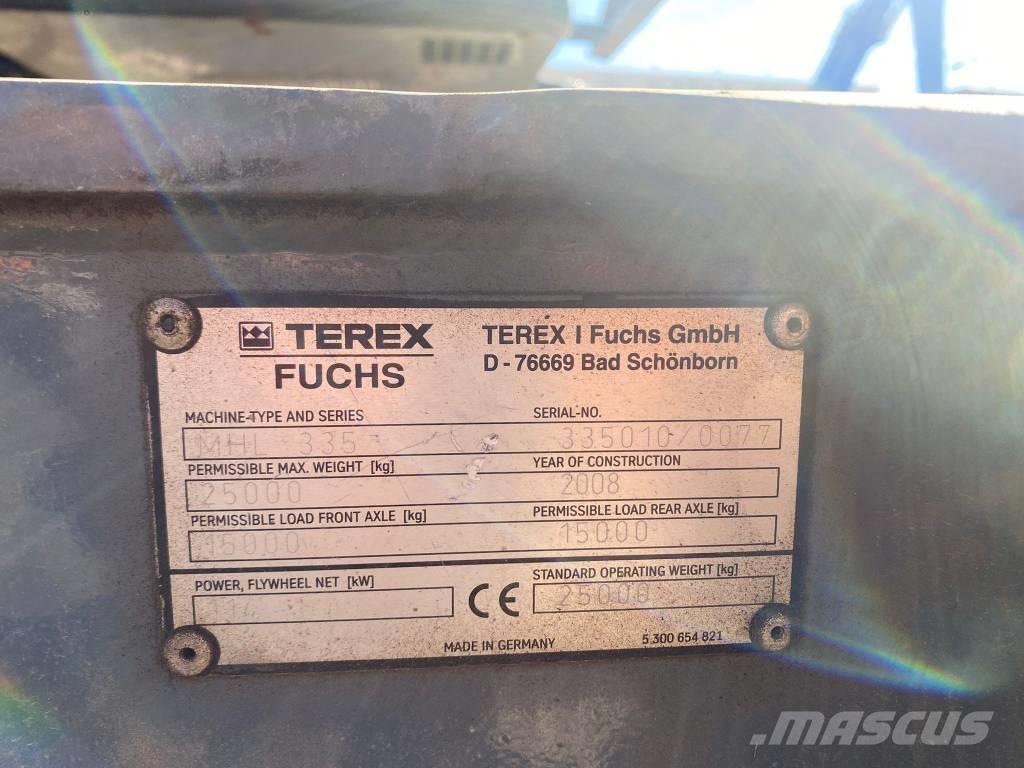 TEREX
FUCHS
TEREX I Fuchs GmbH
D - 76669 Bad Schönborn
MACHINE-TYPE AND SERIES
SERIAL-NO.
MHL 335
335010/0077
PERMISSIBLE MAX. WEIGHT [kg]
YEAR OF CONSTRUCTION
25000
2008
PERMISSIBLE LOAD FRONT AXLE [kg]
PERMISSIBLE LOAD REAR AXLE [kg]
15000
15000
POWER, FLYWHEEL NET [kW]
STANDARD OPERATING WEIGHT [kg]
114
CE
25000
MADE IN GERMANY
5 300 654 821
MASCUS